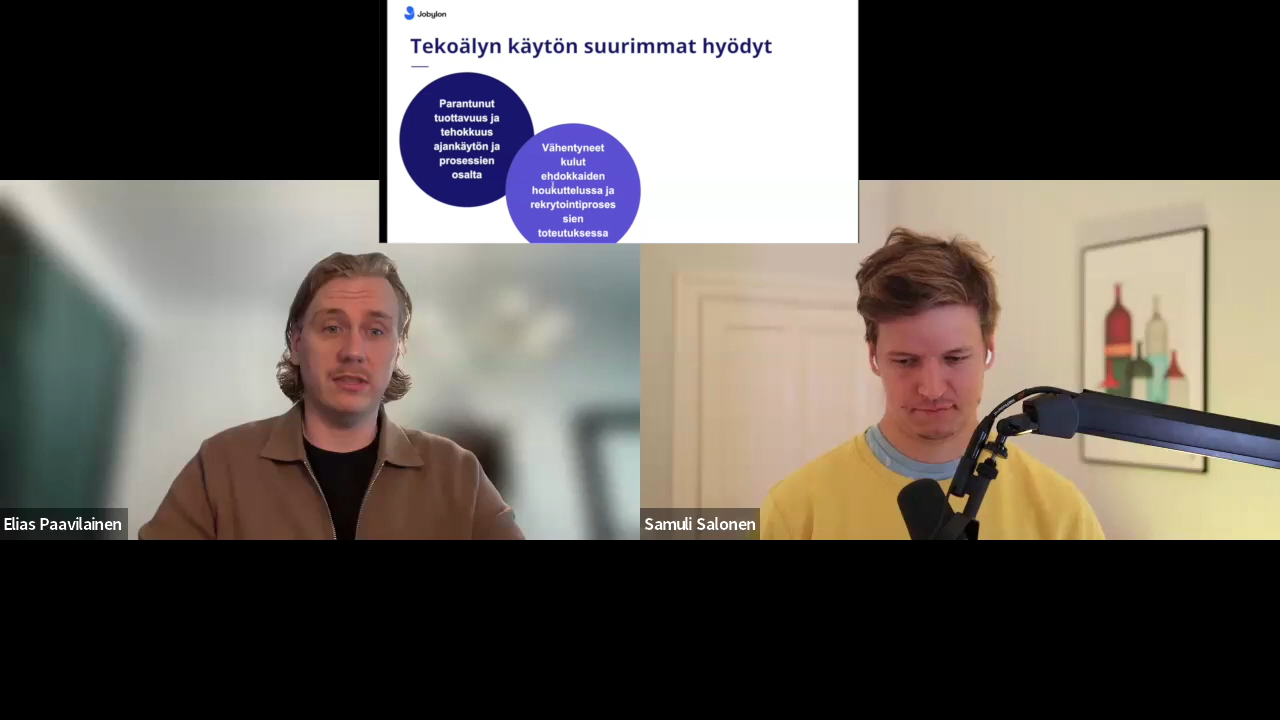 Jobylon
Tekoälyn käytön suurimmat hyödyt
Parantunut
tuottavuus ja
tehokkuus
ajankäytön ja
prosessien
osalta
Vähentyneet
kulut
ehdokkaiden
houkuttelussa ja
rekrytointiproses
sien
toteutuksessa
Elias Paavilainen
Samuli Salonen